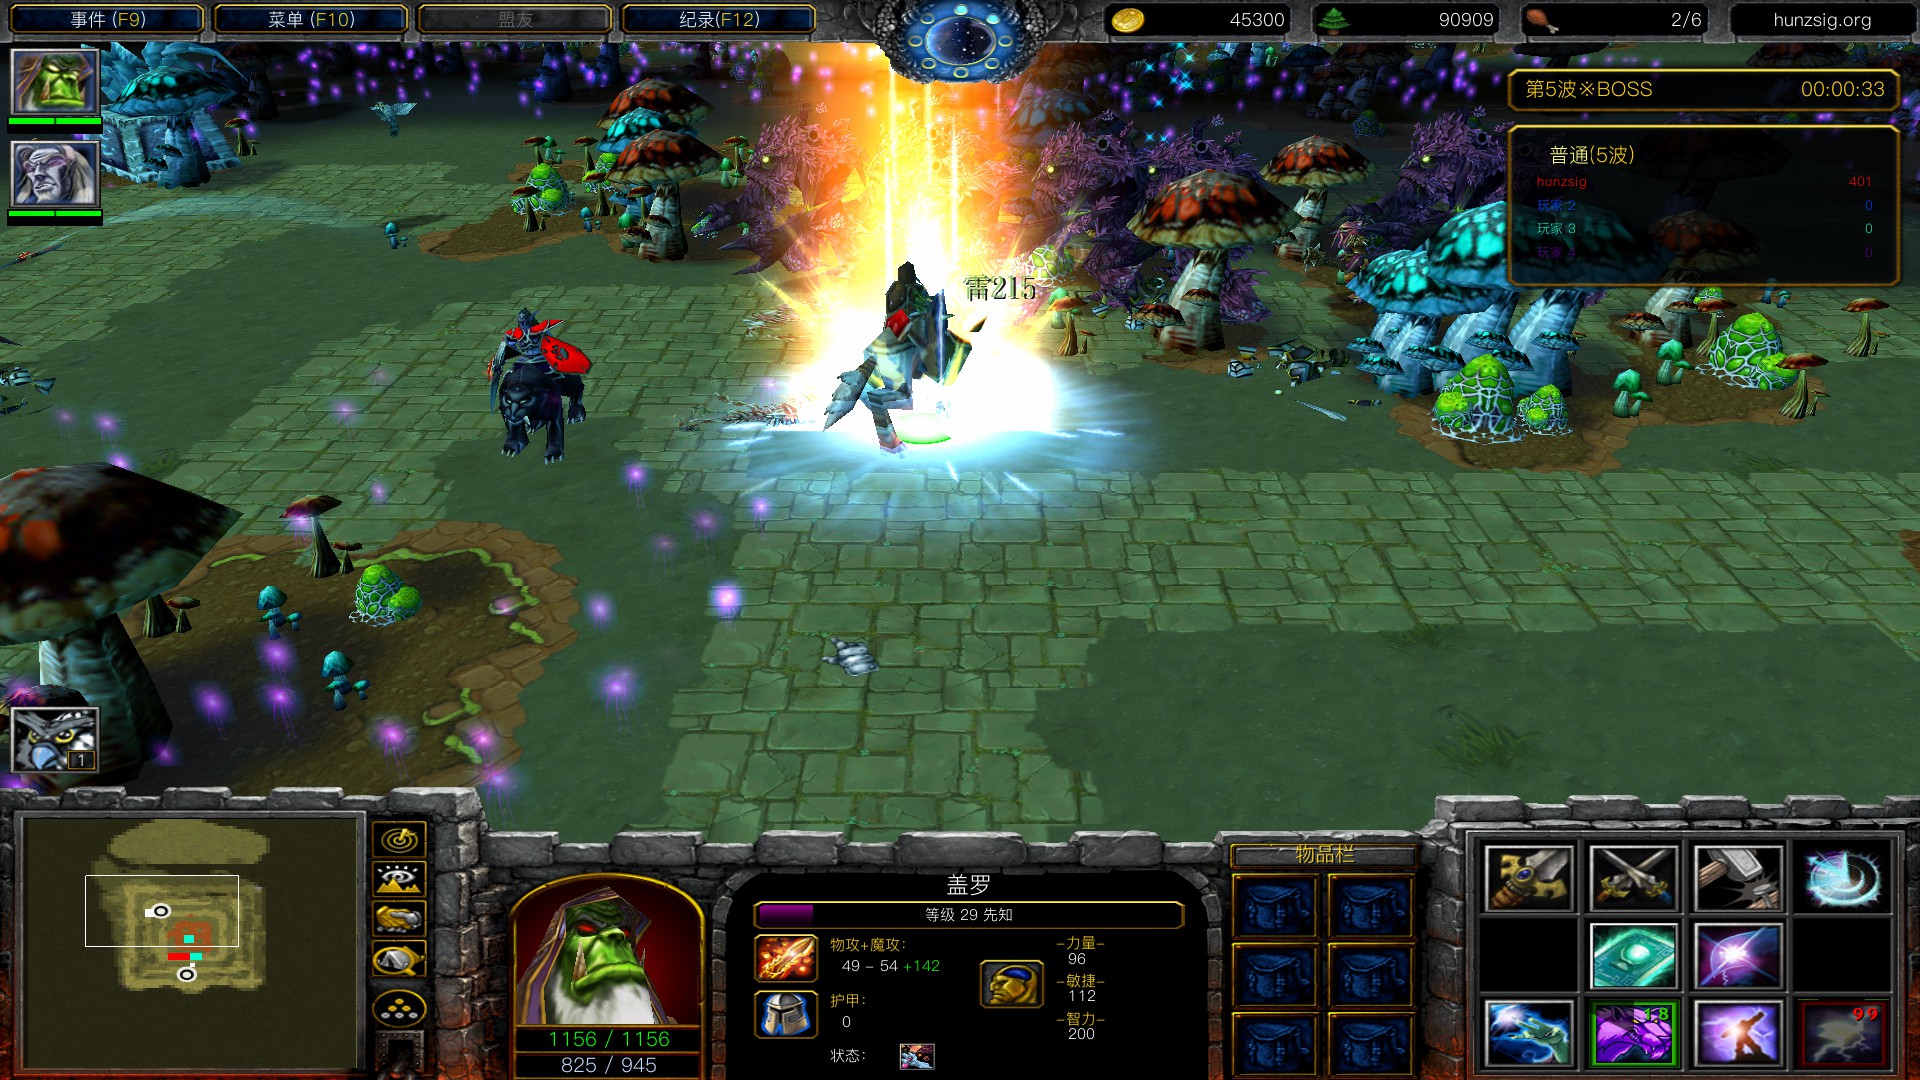 事件 (F9)
菜单 (F10)
盟友
纪录(F12)
45300
90909
2/6
hunzsig.org
第5波※BOSS
00:00:33
普通(5波)
hunzsig 401
玩家 2 0
玩家 3 0
玩家 4 0
雷215
1
盖罗
等级 29 先知
物攻+魔攻:
49 - 54 +142
护甲:
0
状态:
-力量-
96
-敏捷-
112
-智力-
200
1156 / 1156
825 / 945
物品栏
18
99